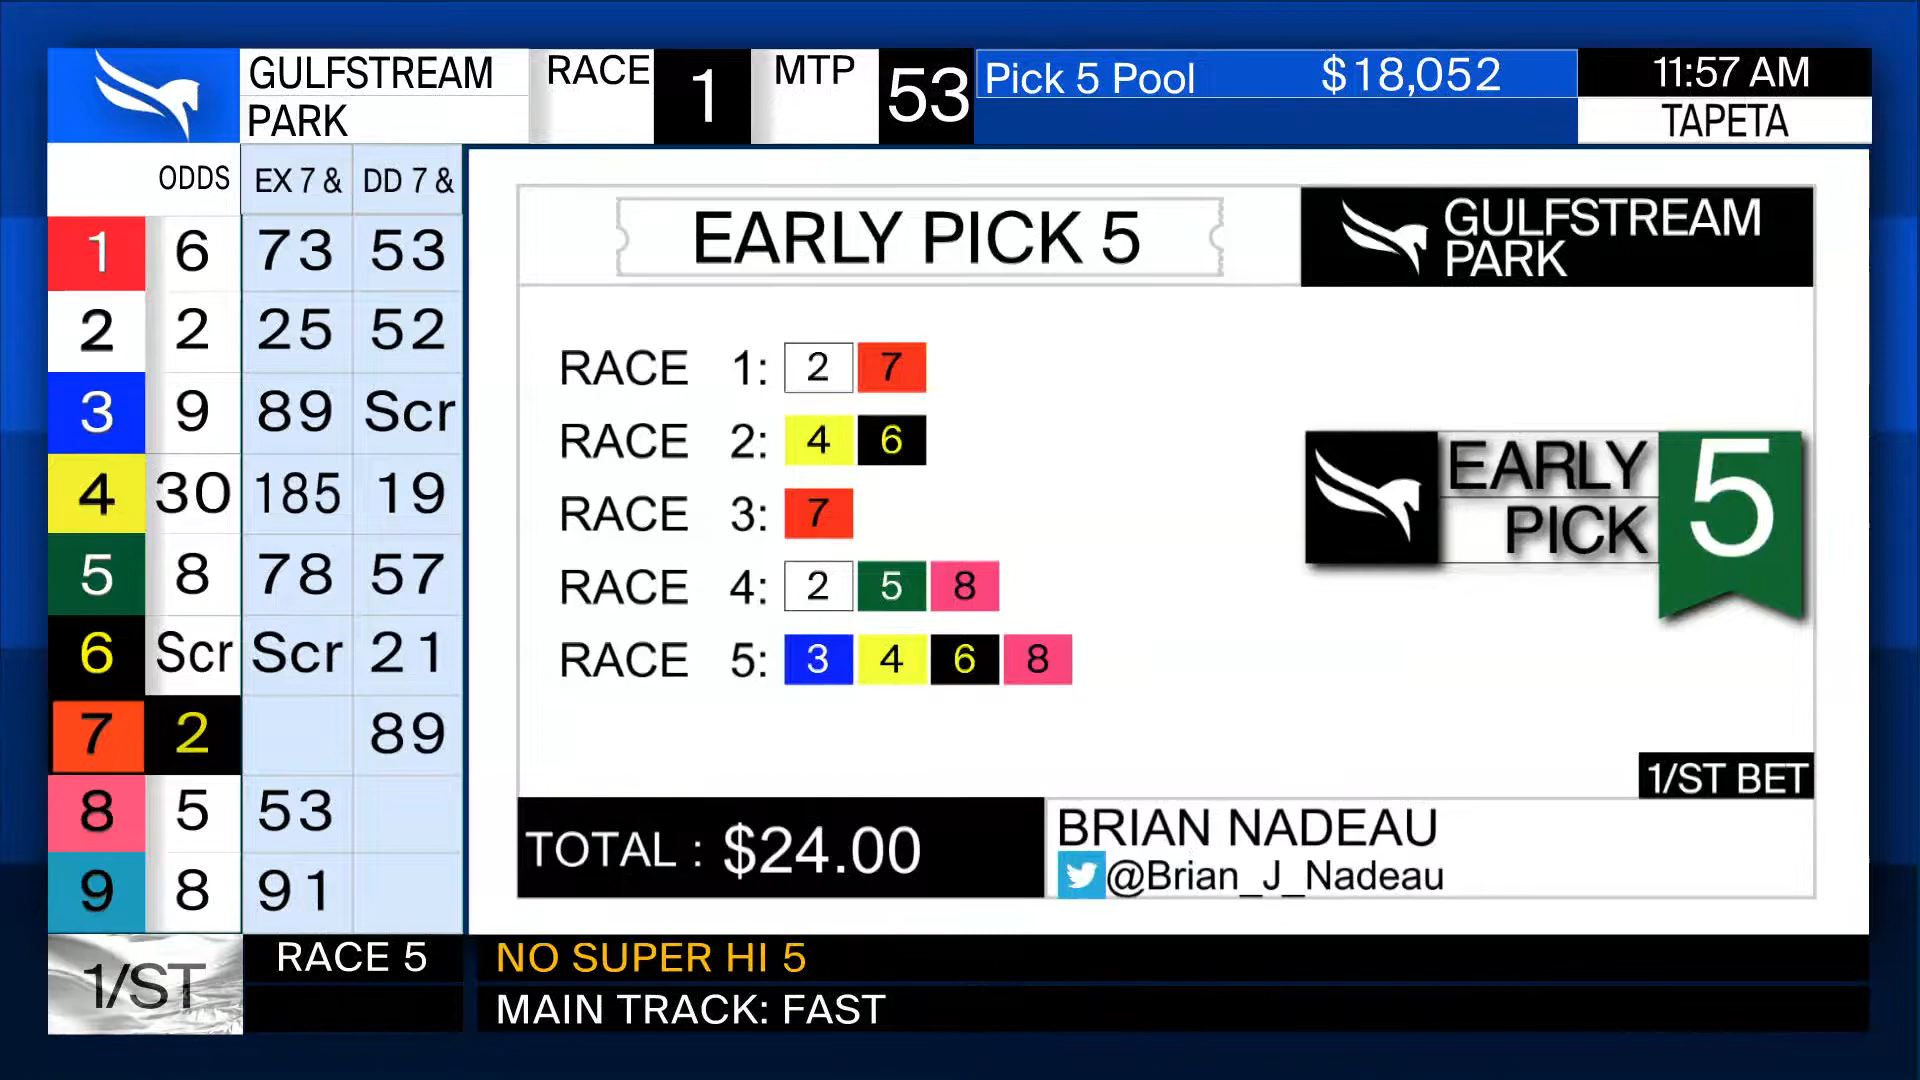 GULFSTREAM PARK RACE 1 MTP 53 Pick 5 Pool $18,052 11:57 AM
TAPETA
ODDS EX 7 & DD 7 &
1 6 73 53
2 2 25 52
3 9 89 Scr
4 30 185 19
5 8 78 57
6 Scr Scr 21
7 2 89
8 5 53
9 8 91
EARLY PICK 5
GULFSTREAM
PARK
RACE 1: 2 7
RACE 2: 4 6
RACE 3: 7
RACE 4: 2 5 8
RACE 5: 3 4 6 8
EARLY
PICK
5
1/ST BET
TOTAL : $24.00
BRIAN NADEAU
@Brian_J_Nadeau
1/ST
RACE 5 NO SUPER HI 5
MAIN TRACK: FAST